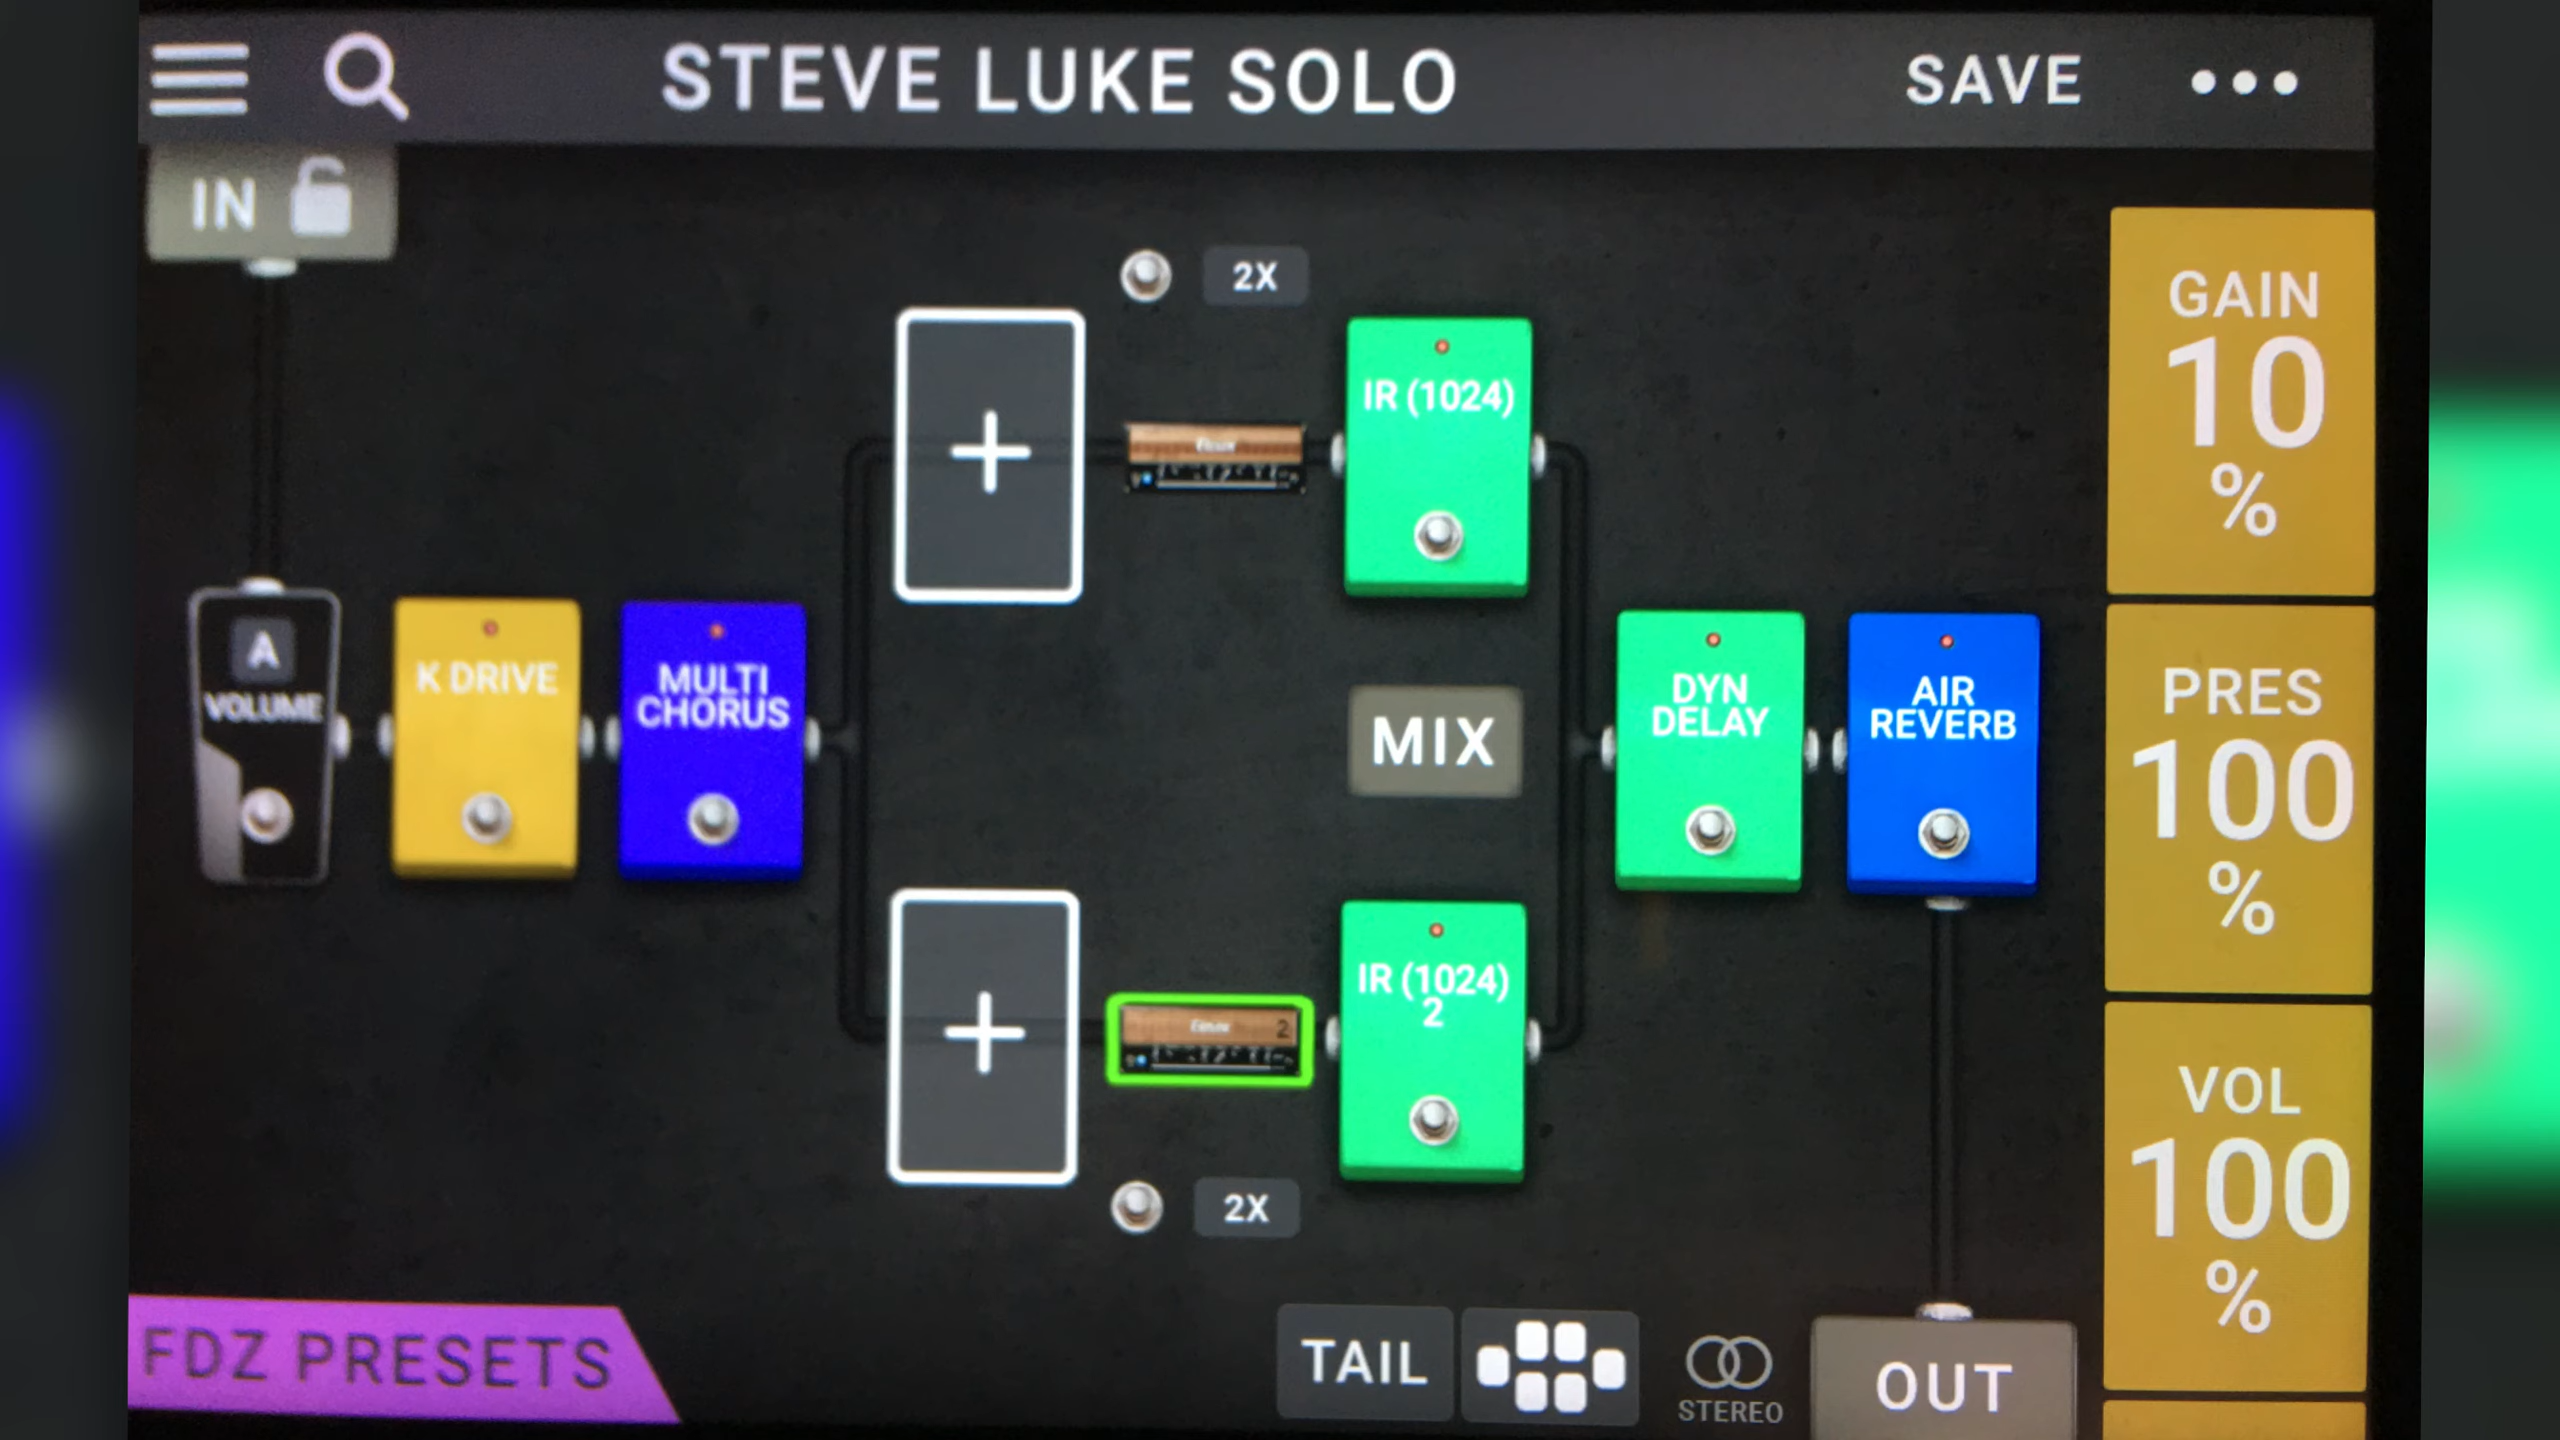 STEVE LUKE SOLO
SAVE
IN
2X
GAIN
10
%
IR (1024)
A
VOLUME
K DRIVE
MULTI
CHORUS
MIX
DYN
DELAY
AIR
REVERB
PRES
100
%
IR (1024)
2
2
2X
VOL
100
%
FDZ PRESETS
TAIL
STEREO
OUT